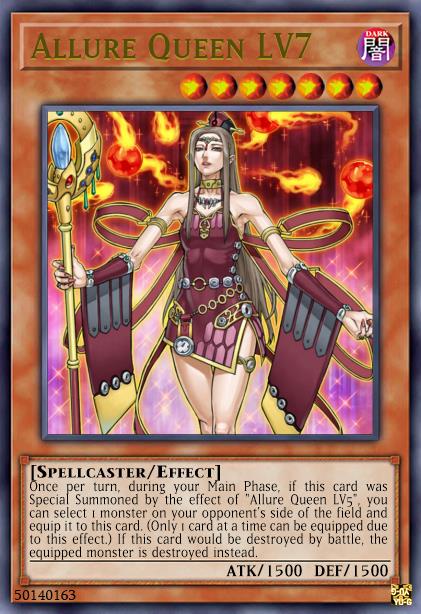 Allure Queen LV7
DARK
闇
[Spellcaster/Effect]
Once per turn, during your Main Phase, if this card was
Special Summoned by the effect of "Allure Queen LV5", you
can select 1 monster on your opponent's side of the field and
equip it to this card. (Only 1 card at a time can be equipped due
to this effect.) If this card would be destroyed by battle, the
equipped monster is destroyed instead.
ATK/1500 DEF/1500
50140163